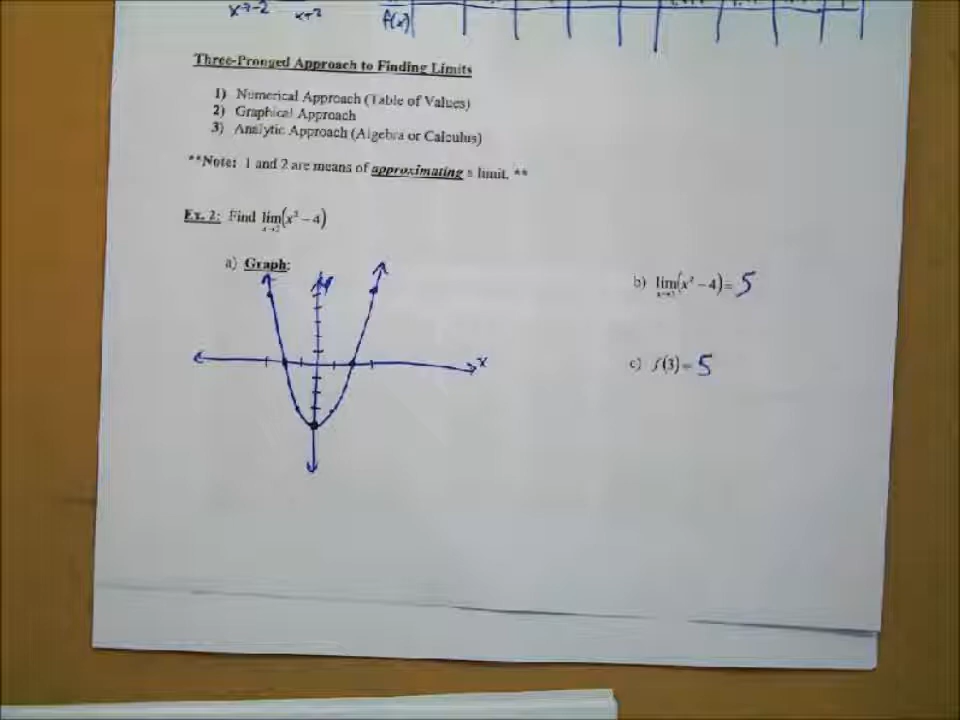 x→-2 x+2 f(x)
Three-Pronged Approach to Finding Limits
1) Numerical Approach (Table of Values)
2) Graphical Approach
3) Analytic Approach (Algebra or Calculus)
**Note: 1 and 2 are means of approximating a limit. **
Ex. 2: Find lim(x² – 4)
a) Graph:
y
b) lim(x² – 4) = 5
x
c) f(3) = 5